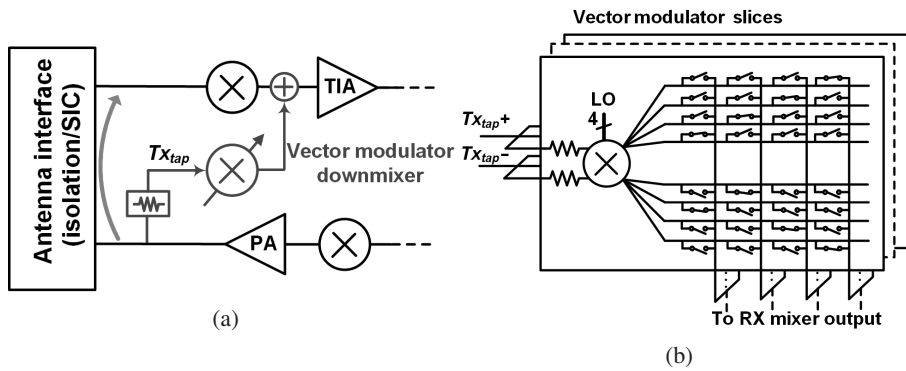 Antenna interface
(isolation/SIC)
TIA
Tx_tap
Vector modulator
downmixer
PA
(a)
Vector modulator slices
LO
4
Tx_tap+
Tx_tap−
To RX mixer output
(b)